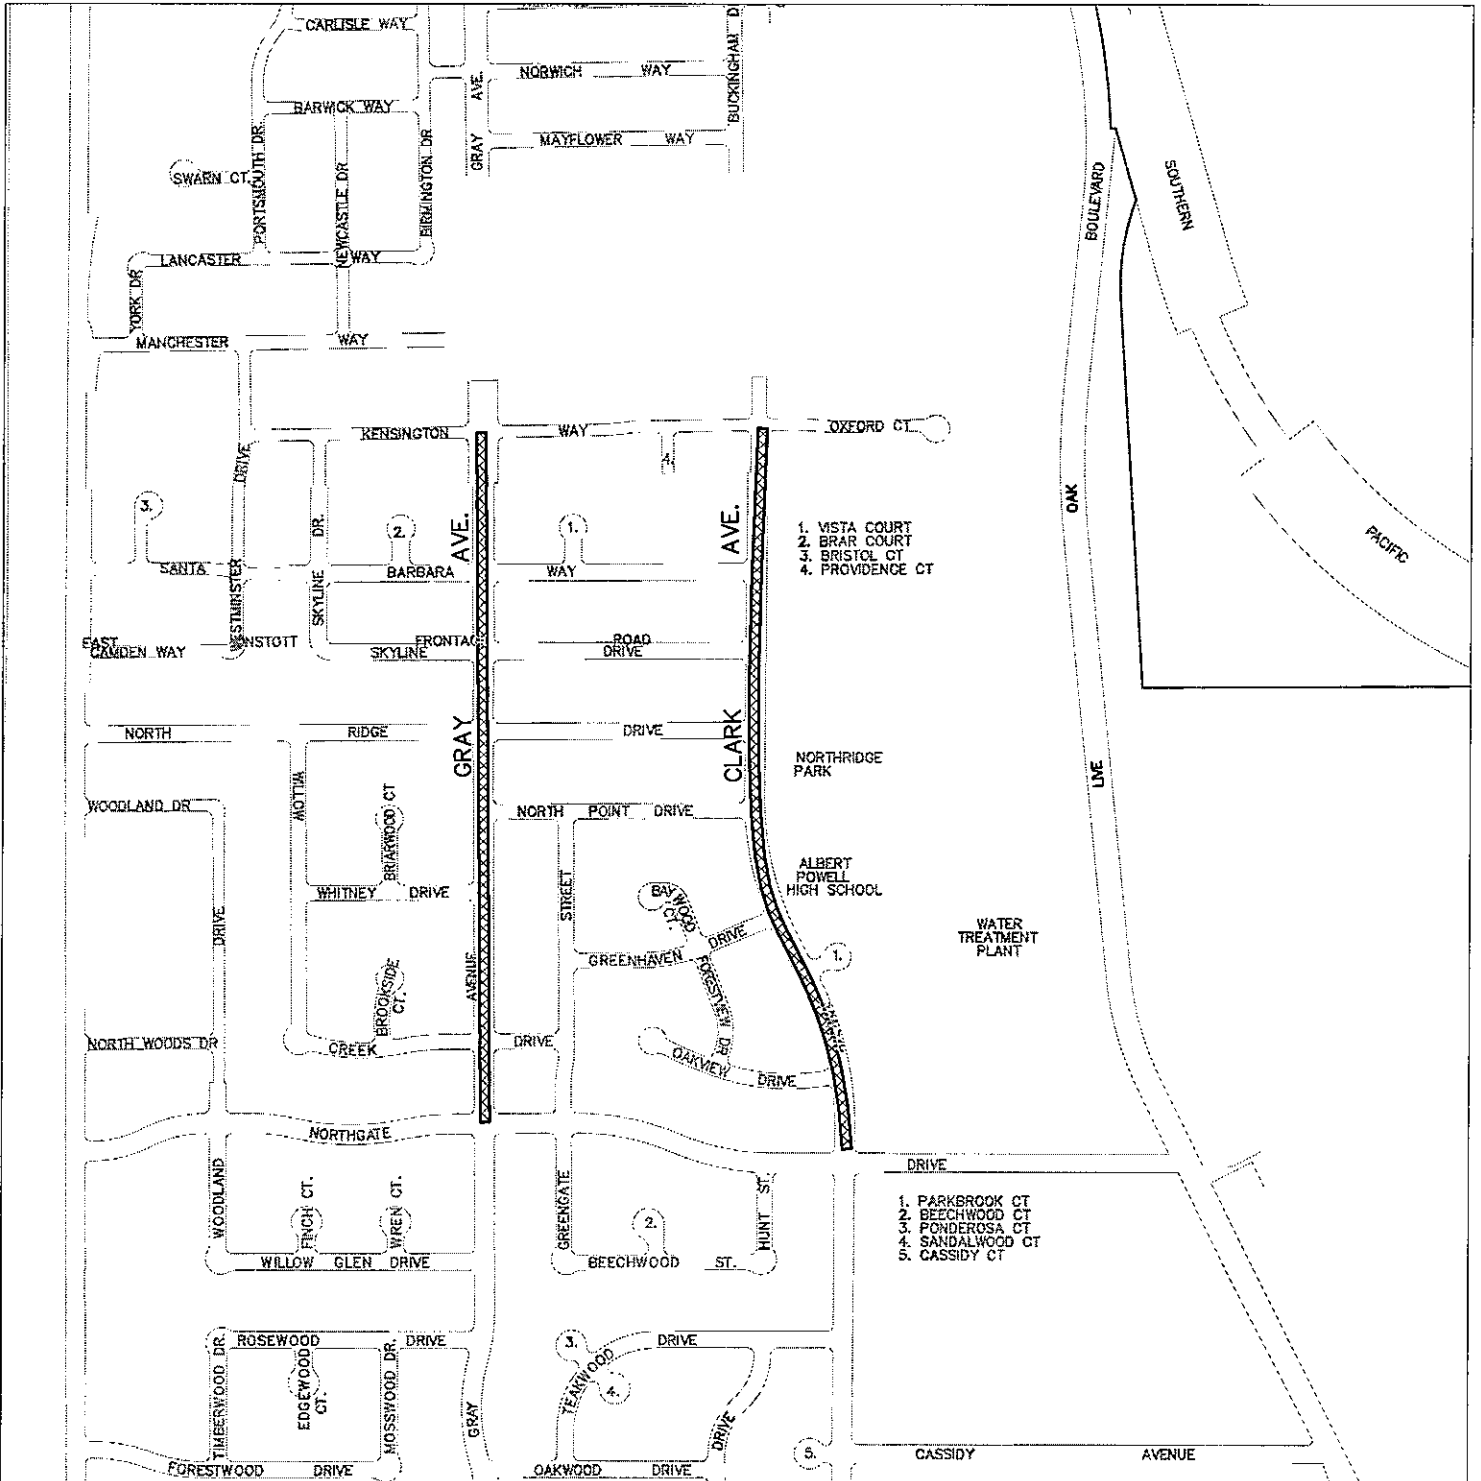 CARLISLE WAY
NORWICH WAY
BARWICK WAY
GRAY AVE.
MAYFLOWER WAY
SWARN CT.
PORTSMOUTH DR.
NEWCASTLE DR
BIRMINGTON DR
BUCKINGHAM D
BOULEVARD
SOUTHERN
LANCASTER WAY
YORK DR
MANCHESTER WAY
KENSINGTON WAY
OXFORD CT
4.
DRIVE
3.
2.
1.
DR.
AVE.
AVE.
OAK
PACIFIC
1. VISTA COURT
2. BRAR COURT
3. BRISTOL CT
4. PROVIDENCE CT
SANTA BARBARA WAY
SKYLINE
EAST ROAD
CAMDEN WAY
SKYLINE DRIVE
NORTH RIDGE DRIVE
GRAY
CLARK
NORTHRIDGE
PARK
LIVE
WILLOW
WOODLAND DR
BRIARWOOD CT
NORTH POINT DRIVE
ALBERT
POWELL
HIGH SCHOOL
WHITNEY DRIVE
STREET
BAYWOOD
CT.
DRIVE
WATER
TREATMENT
PLANT
GREENHAVEN DRIVE
1.
AVENUE
BROOKSIDE
CT.
FORESTVIEW DR
NORTH WOODS DR
CREEK DRIVE
OAKVIEW DRIVE
NORTHGATE DRIVE
WOODLAND
FINCH CT.
WREN CT.
GREENGATE
2.
HUNT ST.
1. PARKBROOK CT
2. BEECHWOOD CT
3. PONDEROSA CT
4. SANDALWOOD CT
5. CASSIDY CT
WILLOW GLEN DRIVE
BEECHWOOD ST.
ROSEWOOD DRIVE
3.
DRIVE
TIMBERWOOD DR.
EDGEWOOD
CT.
MOSSWOOD DR.
GRAY
TEAKWOOD
4.
DRIVE
5.
CASSIDY AVENUE
FORESTWOOD DRIVE
OAKWOOD DRIVE